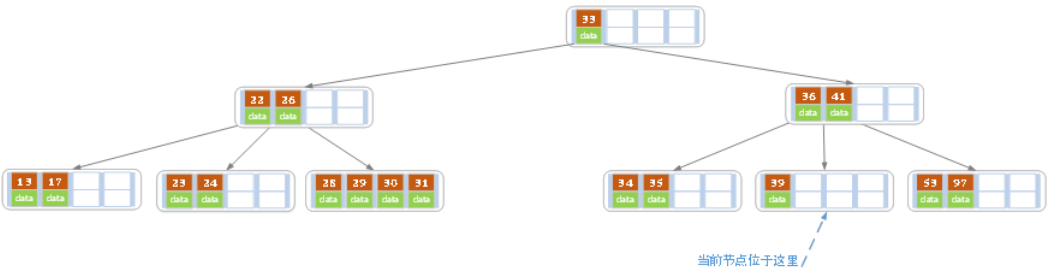 33
data
22 26
data data
36 41
data data
13 17
data data
23 24
data data
28 29 30 31
data data data data
34 35
data data
39
data
53 97
data data
当前节点位于这里